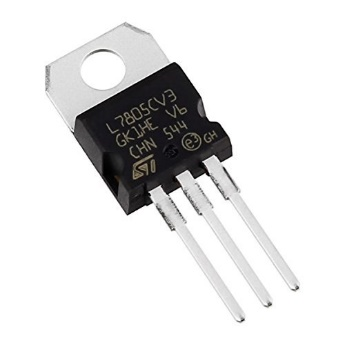 L7805CV3
GK1HE V6
CHN 544
ST e3 GH